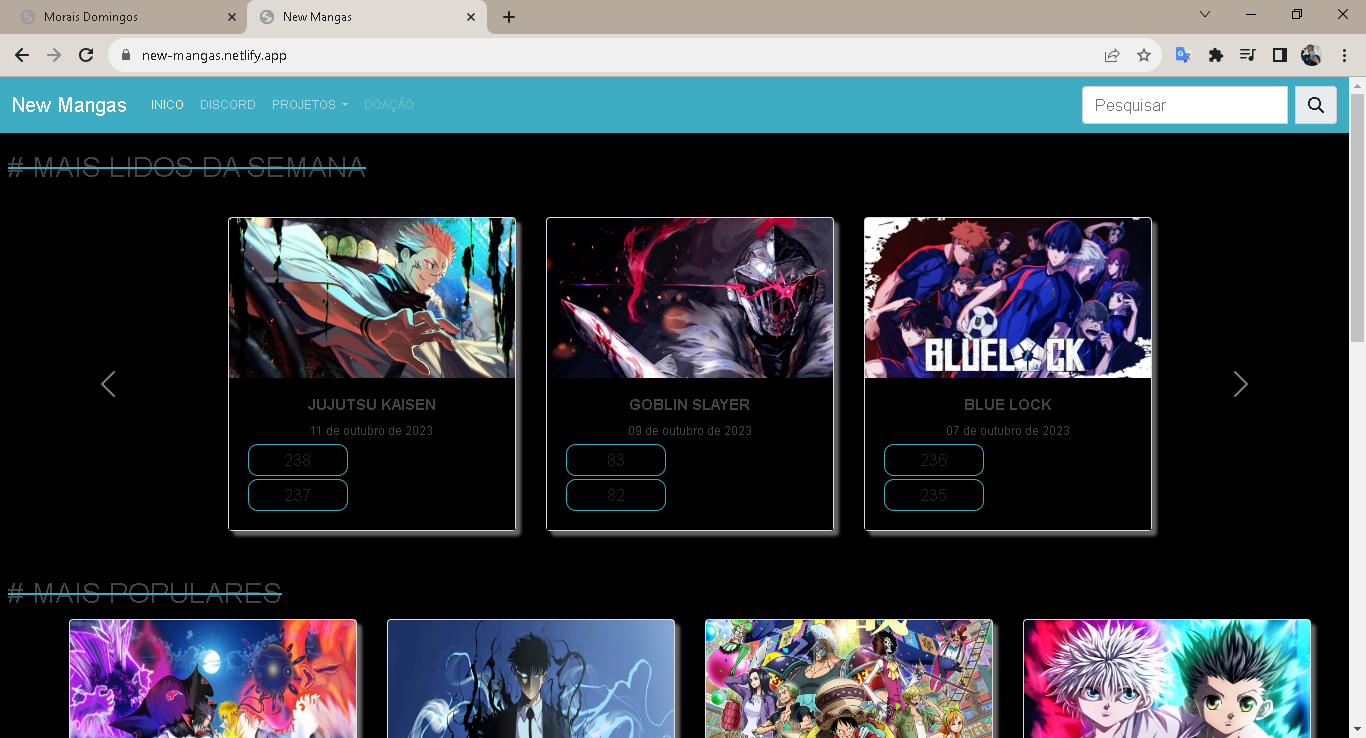 Morais Domingos
New Mangas
new-mangas.netlify.app
New Mangas INICO DISCORD PROJETOS DOAÇÃO Pesquisar
# MAIS LIDOS DA SEMANA
BLUELOCK
JUJUTSU KAISEN GOBLIN SLAYER BLUE LOCK
11 de outubro de 2023 09 de outubro de 2023 07 de outubro de 2023
238 83 236
237 82 235
# MAIS POPULARES